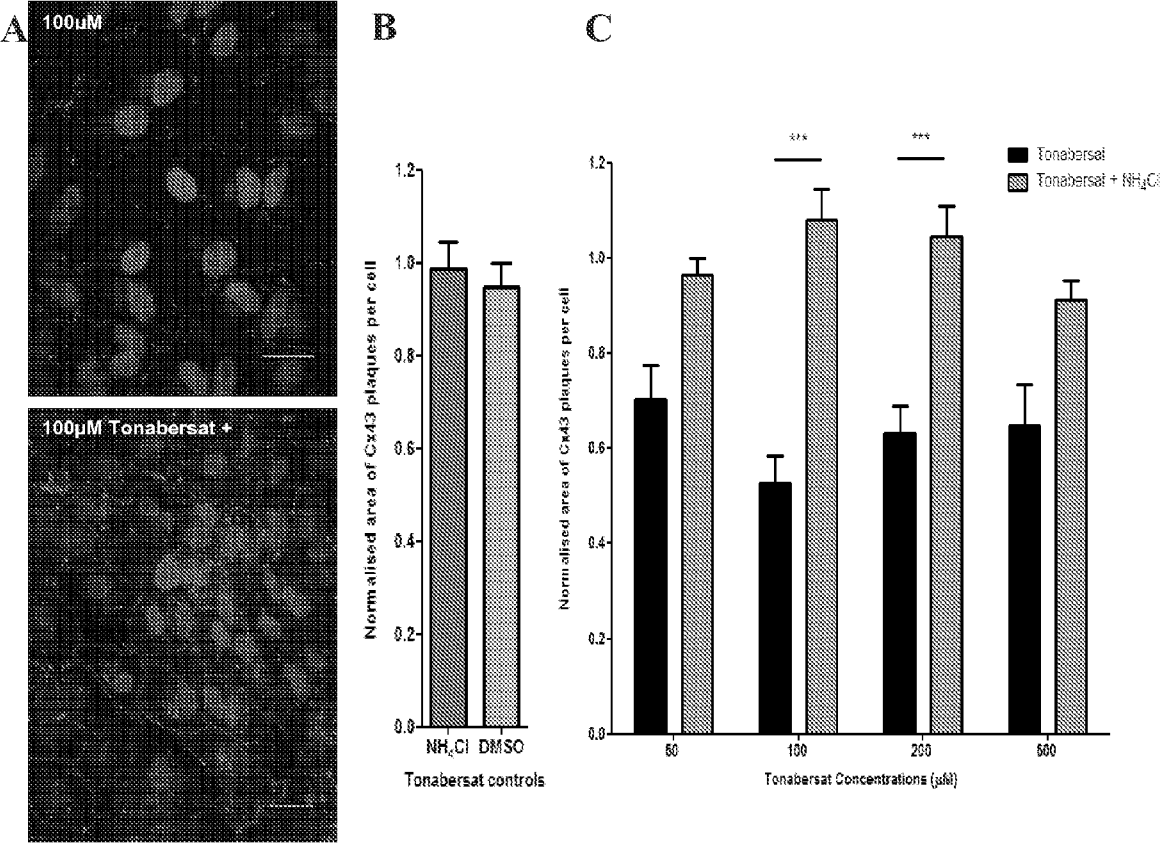 A
100µM
100µM Tonabersat +
B
Normalised area of Cx43 plaques per cell
1.2
1.0
0.8
0.6
0.4
0.2
0.0
NH4Cl DMSO
Tonabersat controls
C
***
***
Tonabersat
Tonabersat + NH4Cl
Normalised area of Cx43 plaques per cell
1.2
1.0
0.8
0.6
0.4
0.2
0.0
50 100 200 500
Tonabersat Concentrations (µM)